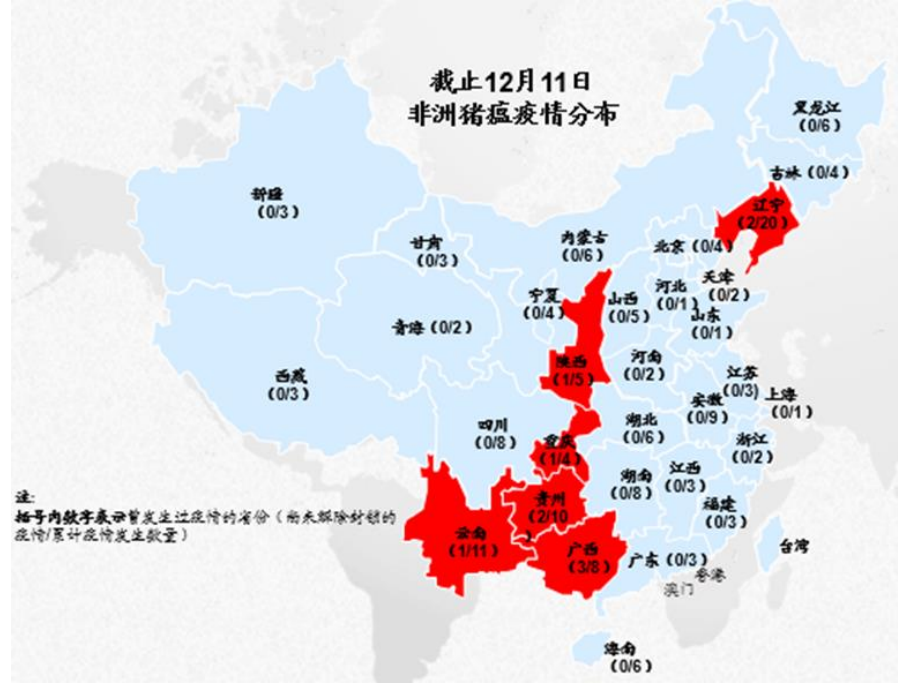 截止12月11日
非洲猪瘟疫情分布
黑龙江
(0/6)
吉林 (0/4)
辽宁
(2/20)
新疆
(0/3)
内蒙古
(0/6)
甘肃
(0/3)
北京 (0/4)
天津
(0/2)
河北
(0/1)
宁夏
(0/4)
山西
(0/5)
山东
(0/1)
青海 (0/2)
陕西
(1/5)
河南
(0/2)
江苏
(0/3)
西藏
(0/3)
安徽
(0/9)
上海
(0/1)
四川
(0/8)
重庆
(1/4)
湖北
(0/6)
浙江
(0/2)
湖南
(0/8)
江西
(0/3)
贵州
(2/10
)
福建
(0/3)
注:
括号内数字表示曾发生过疫情的省份(尚未解除封锁的
疫情/累计疫情发生数量)
云南
(1/11)
广西
(3/8)
广东 (0/3)
香港
澳门
台湾
海南
(0/6)